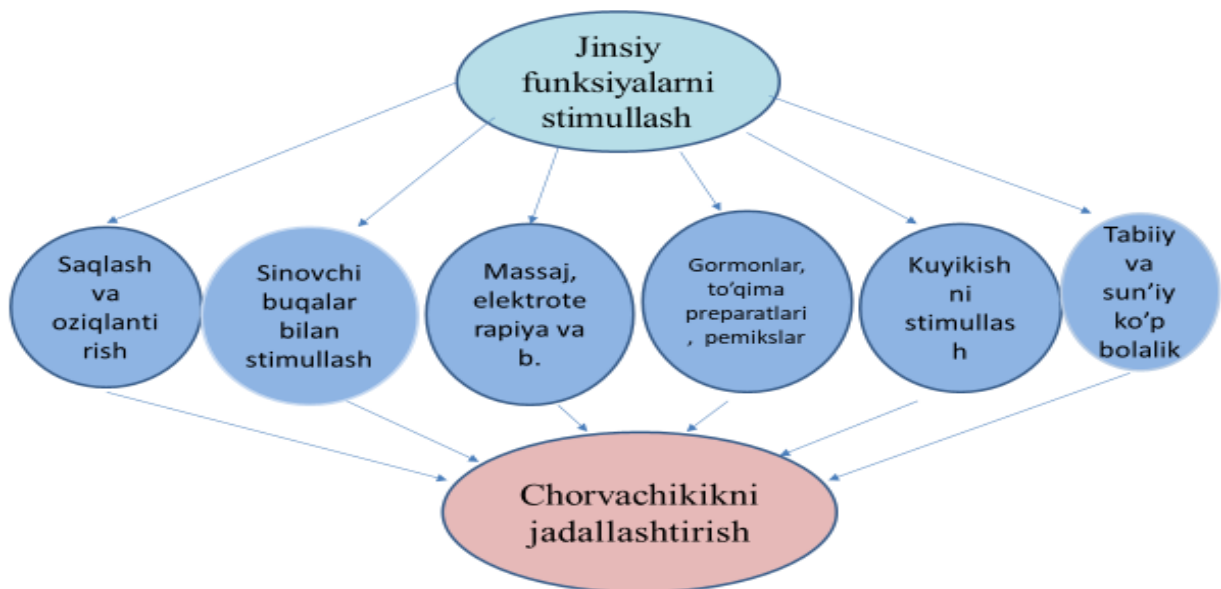 Jinsiy
funksiyalarni
stimullash
Saqlash
va
oziqlanti
rish
Sinovchi
buqalar
bilan
stimullash
Massaj,
elektrote
rapiya va
b.
Gormonlar,
to’qima
preparatlari
, pemikslar
Kuyikish
ni
stimullas
h
Tabiiy
va
sun’iy
ko’p
bolalik
Chorvachikikni
jadallashtirish